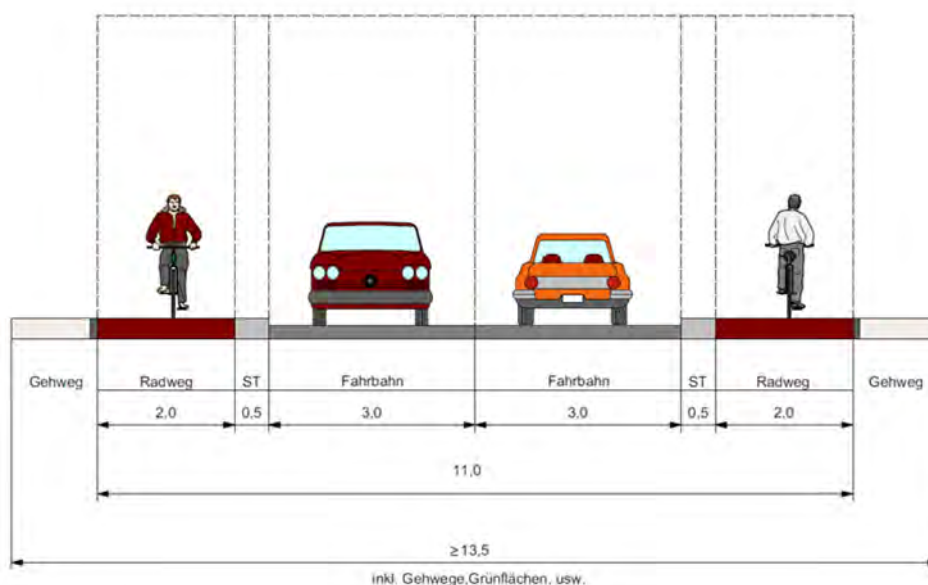 Gehweg Radweg ST Fahrbahn Fahrbahn ST Radweg Gehweg
2,0 0,5 3,0 3,0 0,5 2,0
11,0
≥13,5
inkl. Gehwege,Grünflächen, usw.